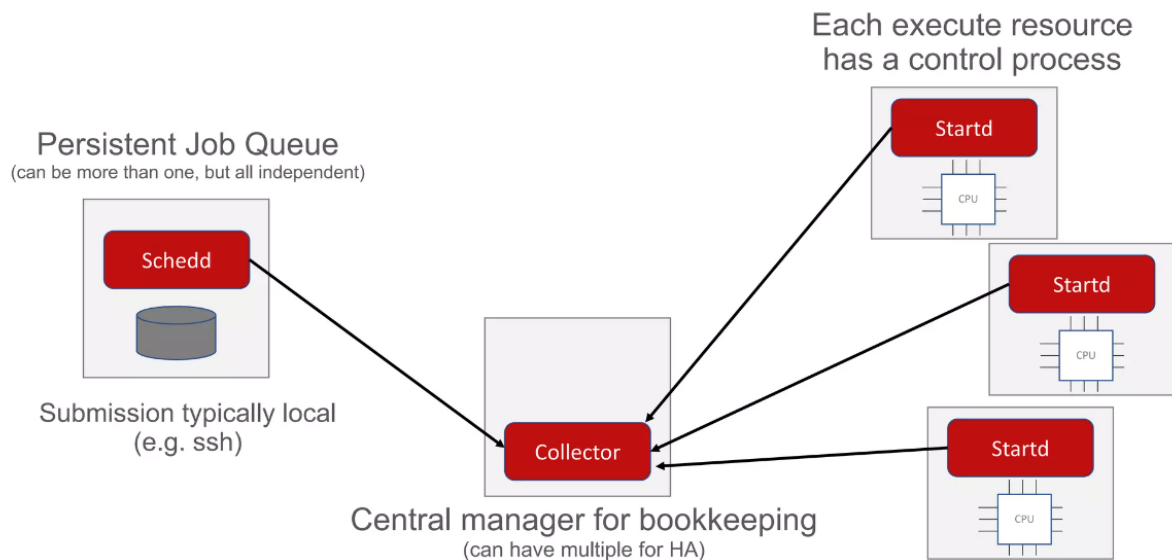 Persistent Job Queue
(can be more than one, but all independent)
Schedd
Submission typically local
(e.g. ssh)
Collector
Central manager for bookkeeping
(can have multiple for HA)
Each execute resource
has a control process
Startd
CPU
Startd
CPU
Startd
CPU